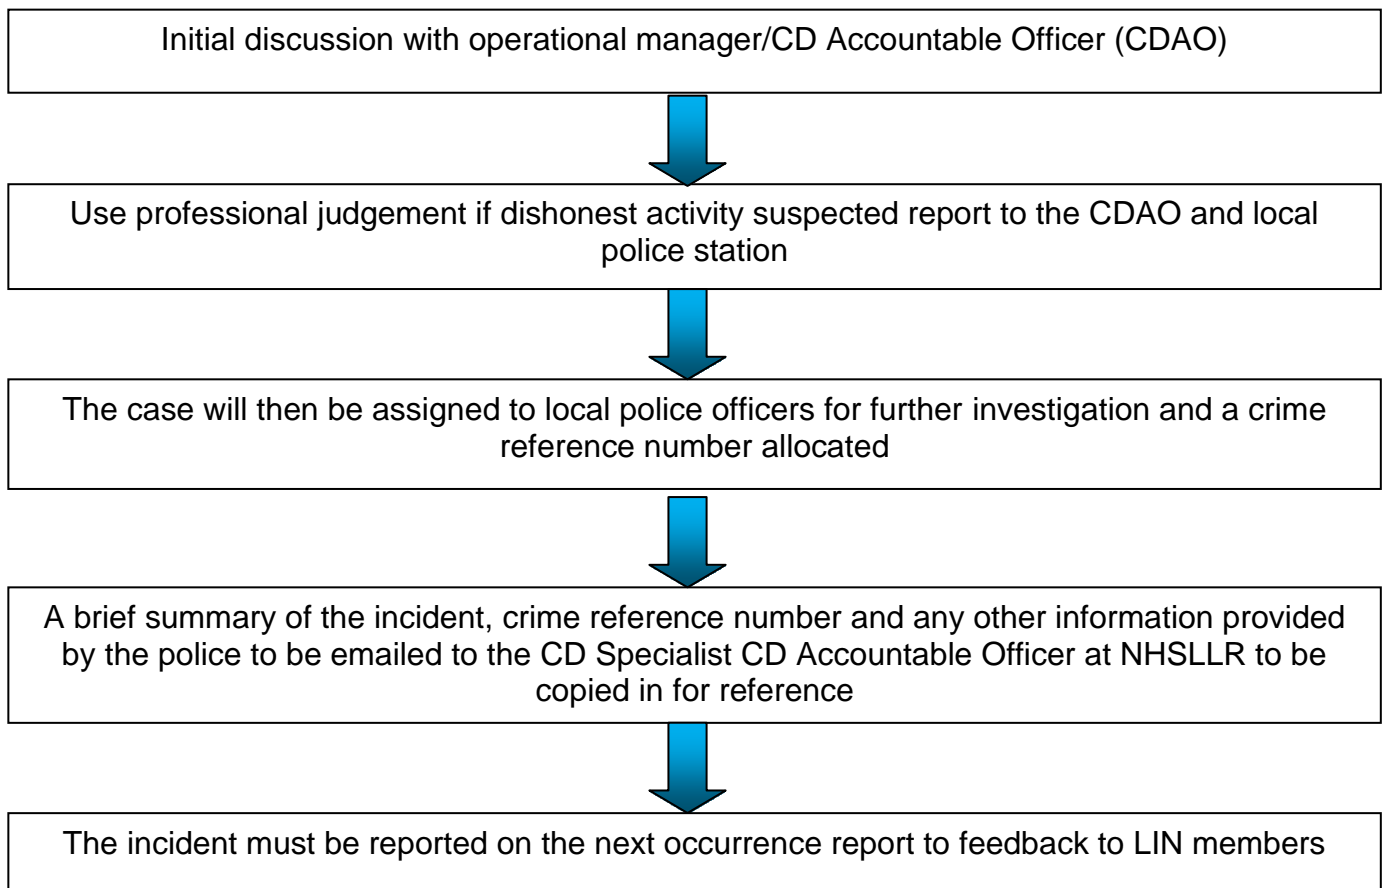 Initial discussion with operational manager/CD Accountable Officer (CDAO)
Use professional judgement if dishonest activity suspected report to the CDAO and local
police station
The case will then be assigned to local police officers for further investigation and a crime
reference number allocated
A brief summary of the incident, crime reference number and any other information provided
by the police to be emailed to the CD Specialist CD Accountable Officer at NHSLLR to be
copied in for reference
The incident must be reported on the next occurrence report to feedback to LIN members